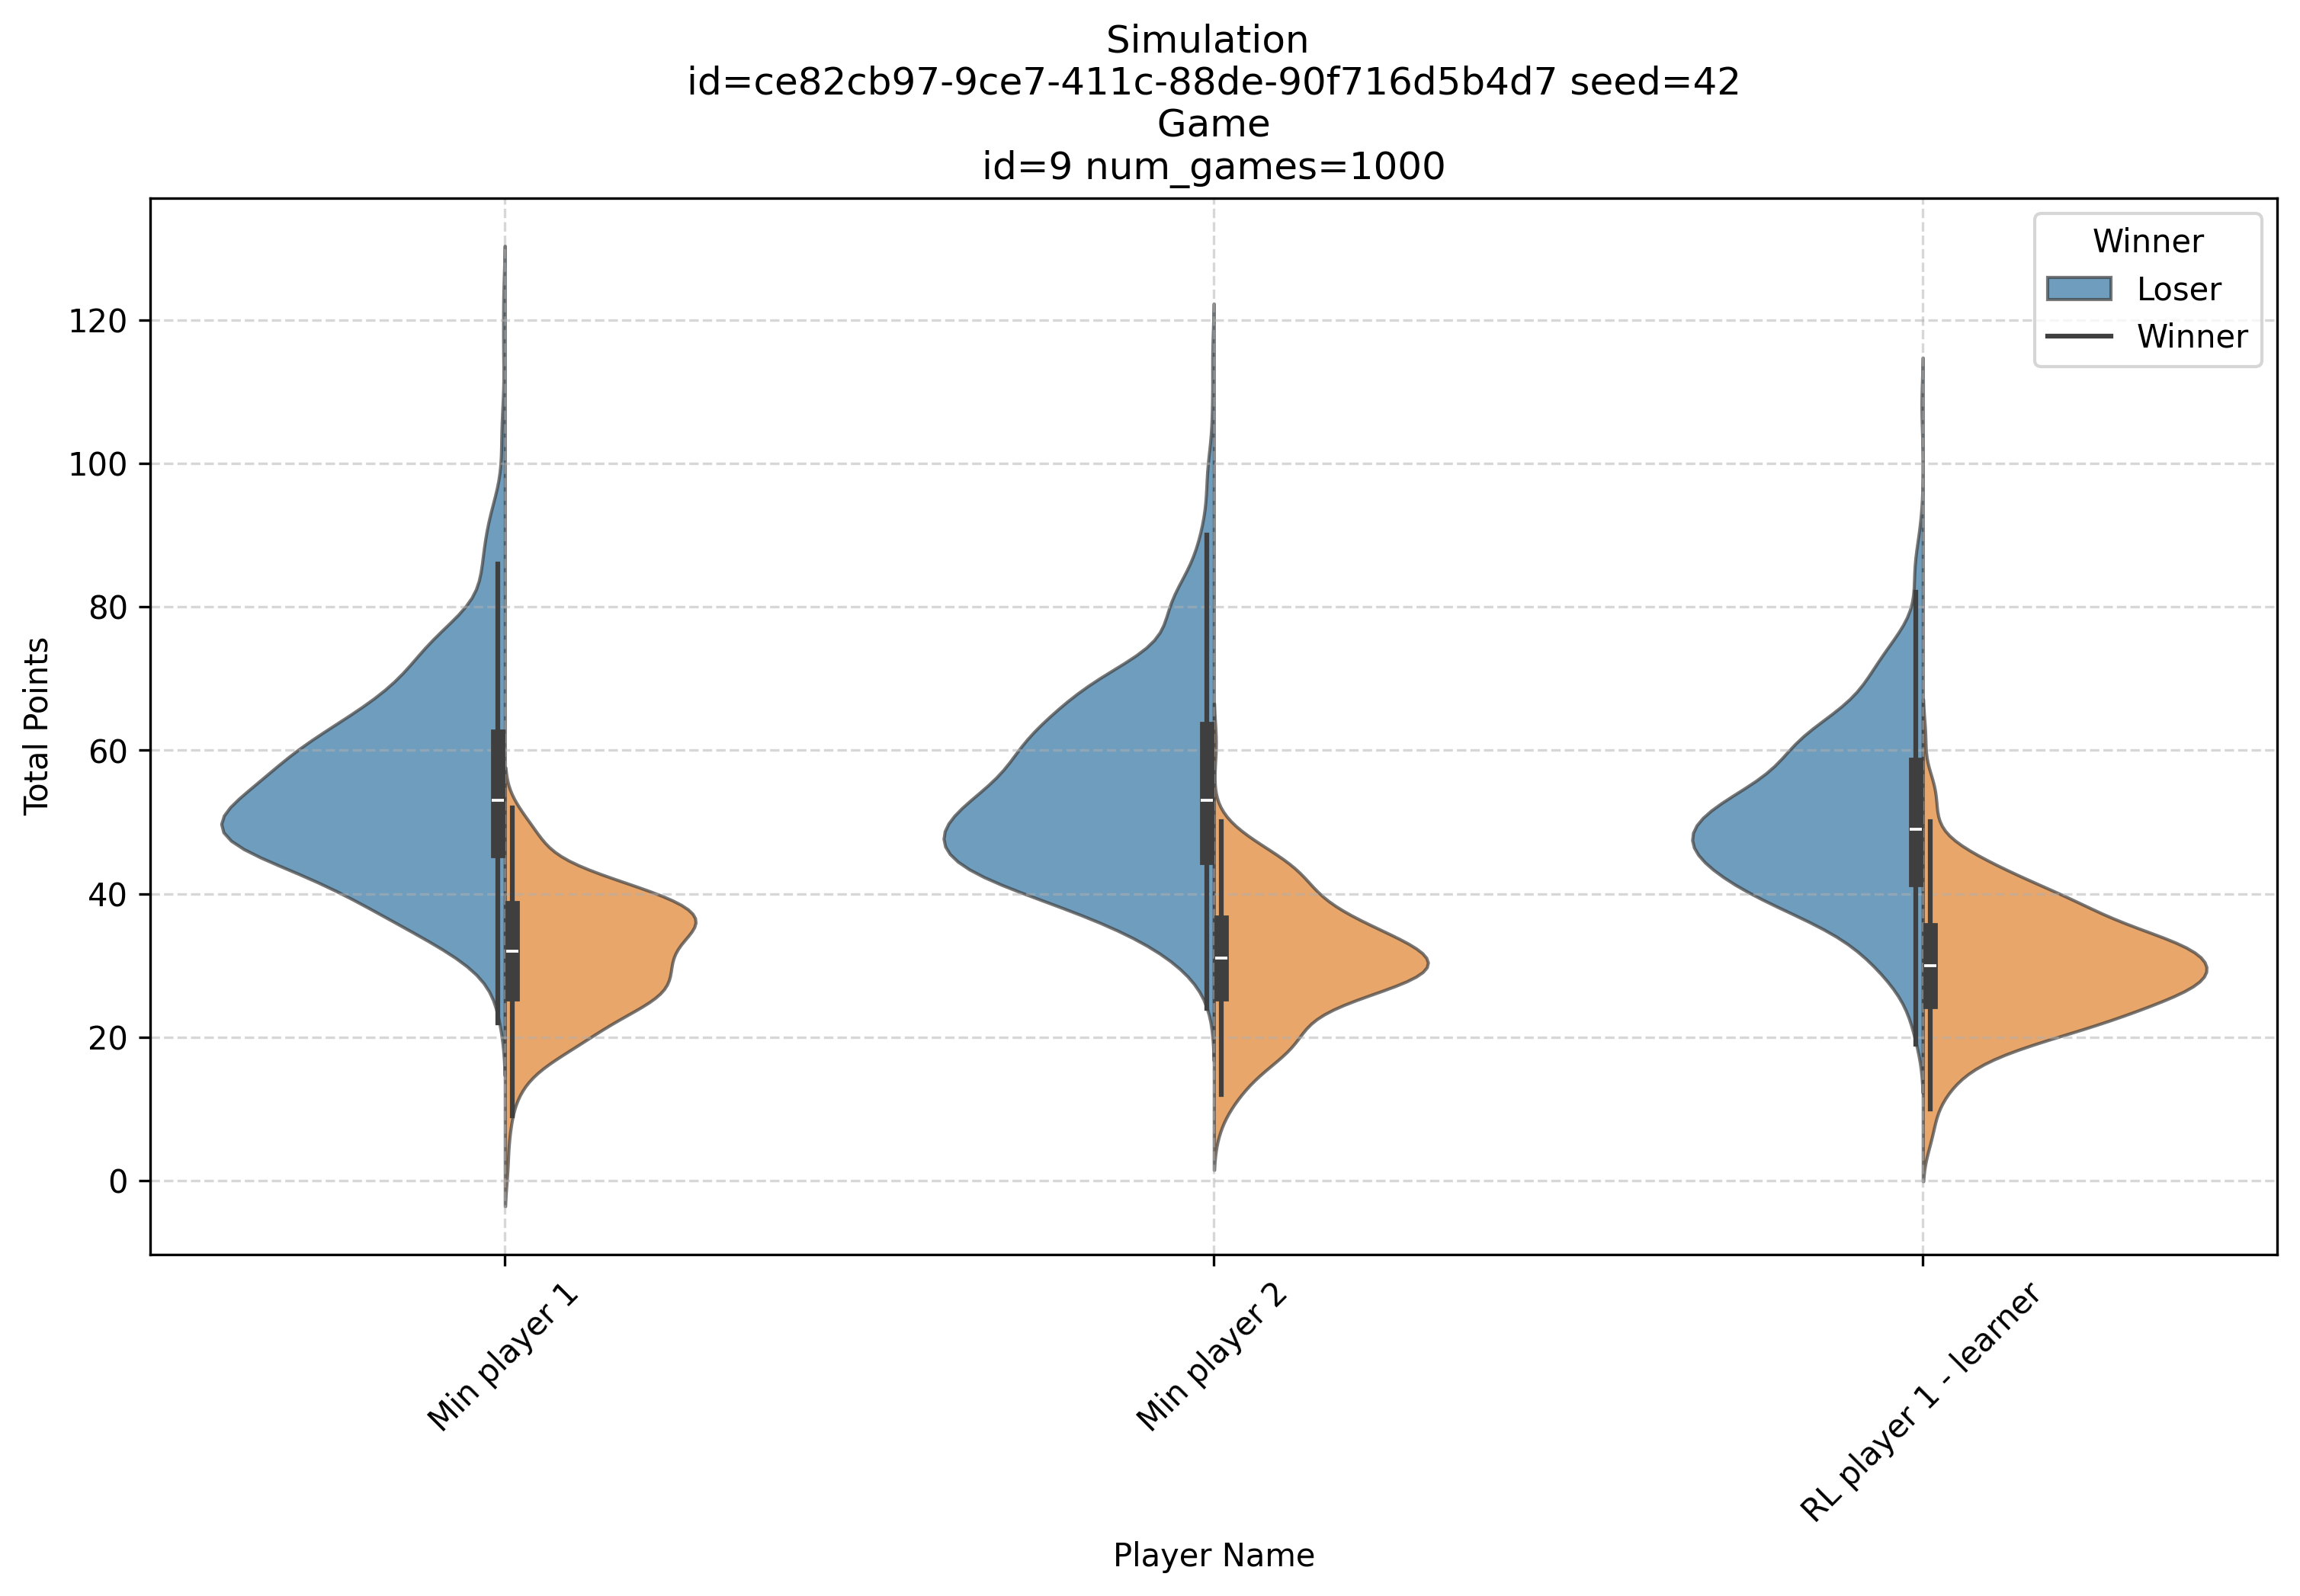 Simulation
id=ce82cb97-9ce7-411c-88de-90f716d5b4d7 seed=42
Game
id=9 num_games=1000
Winner
Loser
Winner
120
100
80
60
40
20
0
Total Points
Min player 1
Min player 2
RL player 1 - learner
Player Name